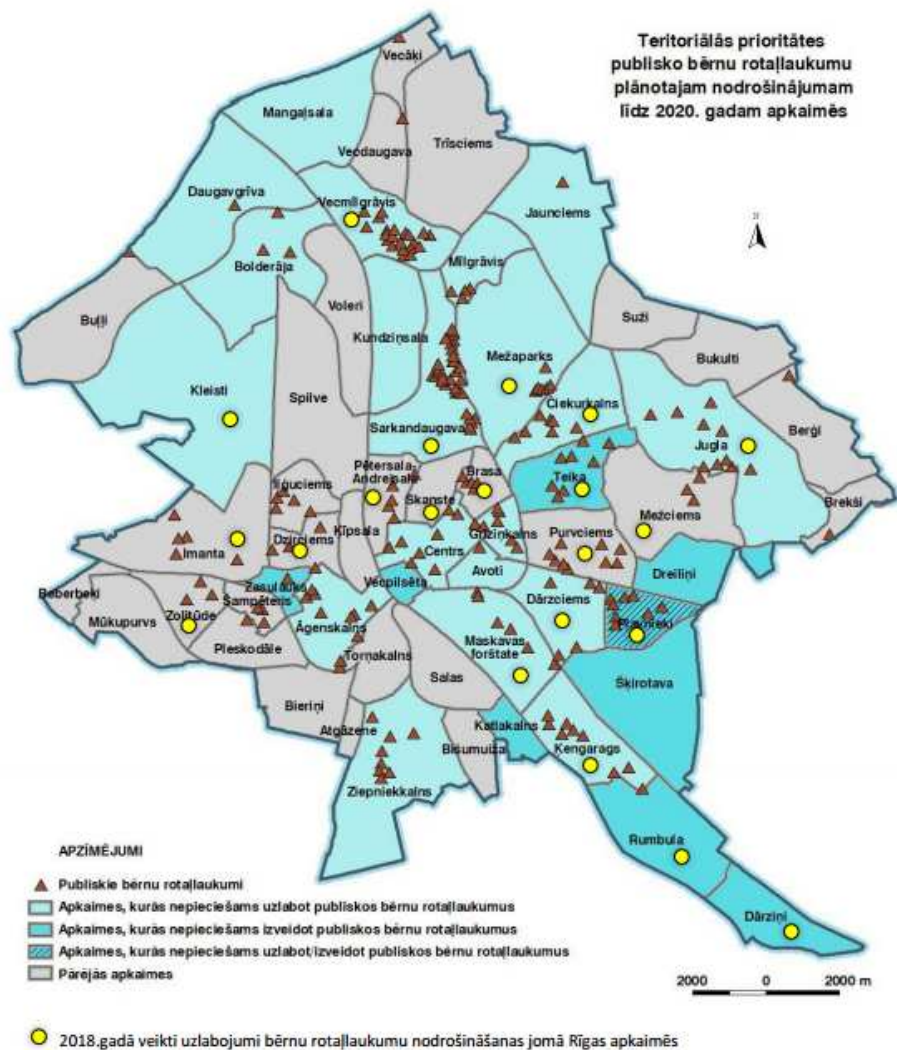 Teritoriālās prioritātes
publisko bērnu rotaļlaukumu
plānotajam nodrošinājumam
līdz 2020. gadam apkaimēs
Vecāķi
Mangaļsala
Vecdaugava
Trīsciems
Daugavgrīva
Vecmīlgrāvis
Jaunciems
Bolderāja
Mīlgrāvis
Voleri
Buļļi
Kundziņsala
Suži
Bukulti
Mežaparks
Kleisti
Spilve
Ciekurkalns
Berģi
Sarkandaugava
Jugla
Pētersala-
Andrejsala
Brasa
Iļģuciems
Teika
Skanste
Brekši
Mežciems
Ķīpsala
Grīziņkalns
Dzirciems
Purvciems
Imanta
Centrs
Avoti
Dreiliņi
Zasulauks
Vecpilsēta
Beberbeķi
Šampēteris
Dārzciems
Zolitūde
Mūkupurvs
Āgenskalns
Pļavnieki
Pleskodāle
Maskavas
forštate
Torņakalns
Salas
Šķirotava
Bieriņi
Katlakalns
Atgāzene
Bišumuiža
Ķengarags
Ziepniekkalns
Rumbula
Dārziņi
APZĪMĒJUMI
Publiskie bērnu rotaļlaukumi
Apkaimes, kurās nepieciešams uzlabot publiskos bērnu rotaļlaukumus
Apkaimes, kurās nepieciešams izveidot publiskos bērnu rotaļlaukumus
Apkaimes, kurās nepieciešams uzlabot/izveidot publiskos bērnu rotaļlaukumus
Pārējās apkaimes
2000 0 2000 m
2018.gadā veikti uzlabojumi bērnu rotaļlaukumu nodrošināšanas jomā Rīgas apkaimēs